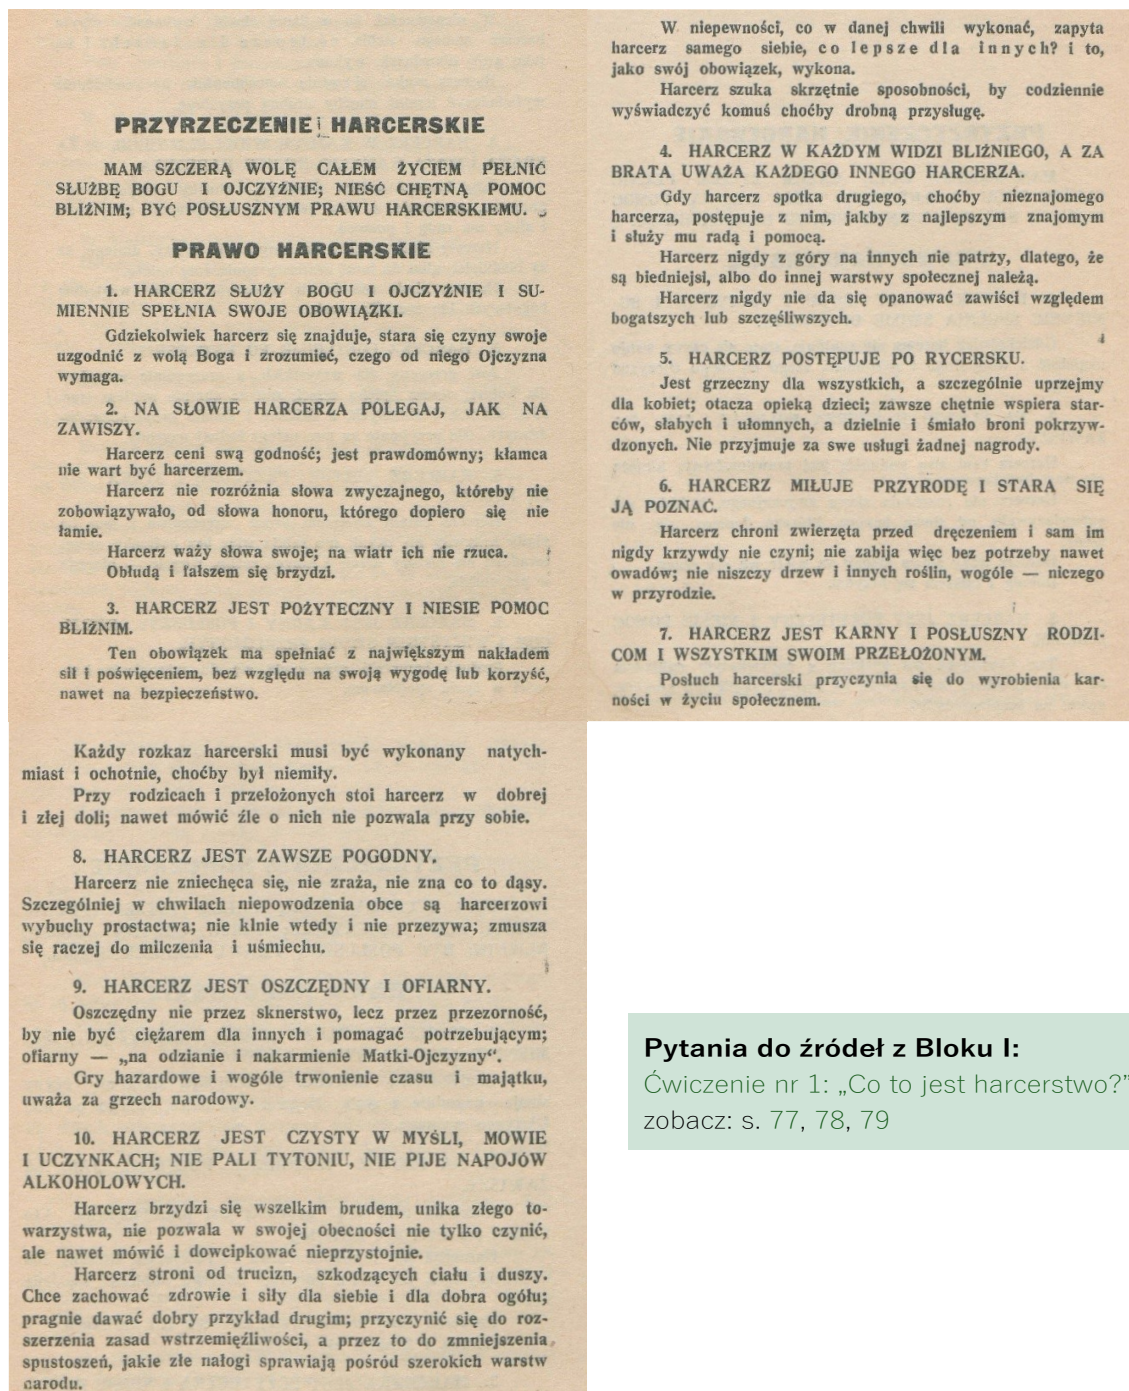 PRZYRZECZENIE HARCERSKIE
MAM SZCZERĄ WOLĘ CAŁEM ŻYCIEM PEŁNIĆ
SŁUŻBĘ BOGU I OJCZYŹNIE; NIEŚĆ CHĘTNĄ POMOC
BLIŹNIM; BYĆ POSŁUSZNYM PRAWU HARCERSKIEMU.
PRAWO HARCERSKIE
1. HARCERZ SŁUŻY BOGU I OJCZYŹNIE I SU-
MIENNIE SPEŁNIA SWOJE OBOWIĄZKI.
Gdziekolwiek harcerz się znajduje, stara się czyny swoje
uzgodnić z wolą Boga i zrozumieć, czego od niego Ojczyzna
wymaga.
2. NA SŁOWIE HARCERZA POLEGAJ, JAK NA
ZAWISZY.
Harcerz ceni swą godność; jest prawdomówny; kłamca
nie wart być harcerzem.
Harcerz nie rozróżnia słowa zwyczajnego, któreby nie
zobowiązywało, od słowa honoru, którego dopiero się nie
łamie.
Harcerz waży słowa swoje; na wiatr ich nie rzuca.
Obłudą i fałszem się brzydzi.
3. HARCERZ JEST POŻYTECZNY I NIESIE POMOC
BLIŹNIM.
Ten obowiązek ma spełniać z największym nakładem
sił i poświęceniem, bez względu na swoją wygodę lub korzyść,
nawet na bezpieczeństwo.
W niepewności, co w danej chwili wykonać, zapyta
harcerz samego siebie, co lepsze dla innych? i to,
jako swój obowiązek, wykona.
Harcerz szuka skrzętnie sposobności, by codziennie
wyświadczyć komuś choćby drobną przysługę.
4. HARCERZ W KAŻDYM WIDZI BLIŹNIEGO, A ZA
BRATA UWAŻA KAŻDEGO INNEGO HARCERZA.
Gdy harcerz spotka drugiego, choćby nieznajomego
harcerza, postępuje z nim, jakby z najlepszym znajomym
i służy mu radą i pomocą.
Harcerz nigdy z góry na innych nie patrzy, dlatego, że
są biedniejsi, albo do innej warstwy społecznej należą.
Harcerz nigdy nie da się opanować zawiści względem
bogatszych lub szczęśliwszych.
5. HARCERZ POSTĘPUJE PO RYCERSKU.
Jest grzeczny dla wszystkich, a szczególnie uprzejmy
dla kobiet; otacza opieką dzieci; zawsze chętnie wspiera star-
ców, słabych i ułomnych, a dzielnie i śmiało broni pokrzyw-
dzonych. Nie przyjmuje za swe usługi żadnej nagrody.
6. HARCERZ MIŁUJE PRZYRODĘ I STARA SIĘ
JĄ POZNAĆ.
Harcerz chroni zwierzęta przed dręczeniem i sam im
nigdy krzywdy nie czyni; nie zabija więc bez potrzeby nawet
owadów; nie niszczy drzew i innych roślin, wogóle — niczego
w przyrodzie.
7. HARCERZ JEST KARNY I POSŁUSZNY RODZI-
COM I WSZYSTKIM SWOIM PRZEŁOŻONYM.
Posłuch harcerski przyczynia się do wyrobienia kar-
ności w życiu społecznem.
Każdy rozkaz harcerski musi być wykonany natych-
miast i ochotnie, choćby był niemiły.
Przy rodzicach i przełożonych stoi harcerz w dobrej
i złej doli; nawet mówić źle o nich nie pozwala przy sobie.
8. HARCERZ JEST ZAWSZE POGODNY.
Harcerz nie zniechęca się, nie zraża, nie zna co to dąsy.
Szczególniej w chwilach niepowodzenia obce są harcerzowi
wybuchy prostactwa; nie klnie wtedy i nie przezywa; zmusza
się raczej do milczenia i uśmiechu.
9. HARCERZ JEST OSZCZĘDNY I OFIARNY.
Oszczędny nie przez sknerstwo, lecz przez przezorność,
by nie być ciężarem dla innych i pomagać potrzebującym;
ofiarny — „na odzianie i nakarmienie Matki-Ojczyzny“.
Gry hazardowe i wogóle trwonienie czasu i majątku,
uważa za grzech narodowy.
10. HARCERZ JEST CZYSTY W MYŚLI, MOWIE
I UCZYNKACH; NIE PALI TYTONIU, NIE PIJE NAPOJÓW
ALKOHOLOWYCH.
Harcerz brzydzi się wszelkim brudem, unika złego to-
warzystwa, nie pozwala w swojej obecności nie tylko czynić,
ale nawet mówić i dowcipkować nieprzystojnie.
Harcerz stroni od trucizn, szkodzących ciału i duszy.
Chce zachować zdrowie i siły dla siebie i dla dobra ogółu;
pragnie dawać dobry przykład drugim; przyczynić się do roz-
szerzenia zasad wstrzemięźliwości, a przez to do zmniejszenia
spustoszeń, jakie złe nałogi sprawiają pośród szerokich warstw
narodu.
Pytania do źródeł z Bloku I:
Ćwiczenie nr 1: „Co to jest harcerstwo?”
zobacz: s. 77, 78, 79